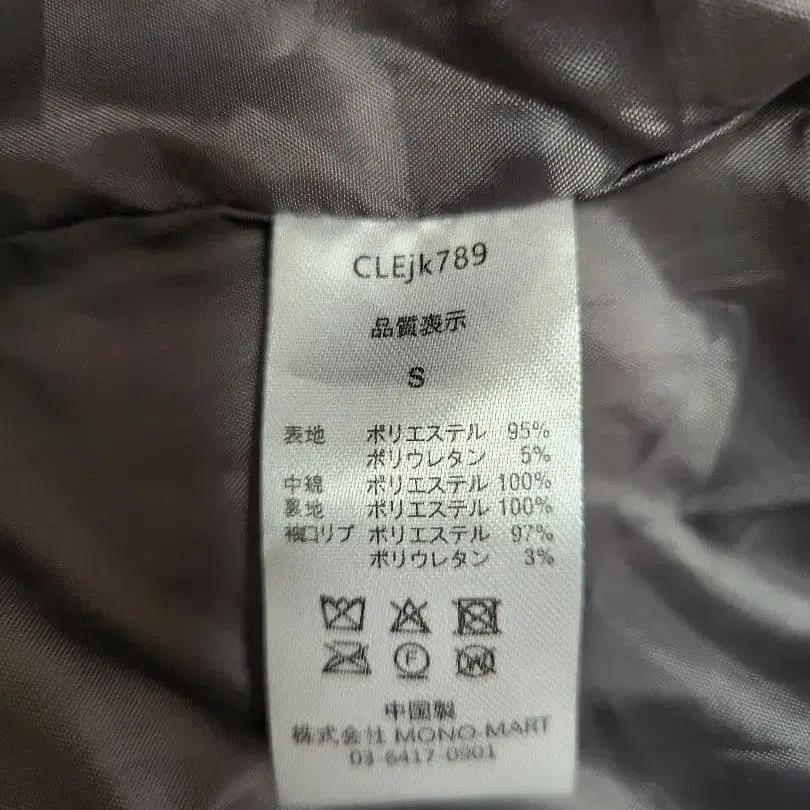 CLEjk789
品質表示
S
表地 ポリエステル 95%
ポリウレタン 5%
中綿 ポリエステル 100%
裏地 ポリエステル 100%
袖口リブ ポリエステル 97%
ポリウレタン 3%
F W
中国製
株式会社 MONO-MART
03-6417-0901